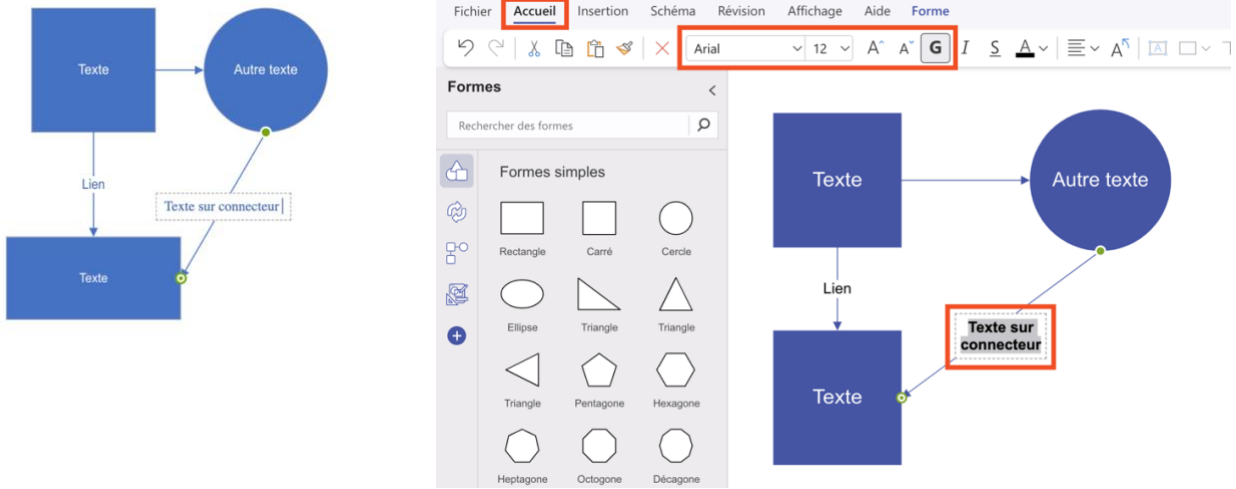 Texte
Autre texte
Lien
Texte sur connecteur
Texte
Fichier Accueil Insertion Schéma Révision Affichage Aide Forme
Arial 12 A A G I S A A A
Formes
Rechercher des formes
Formes simples
Rectangle Carré Cercle
Ellipse Triangle Triangle
Triangle Pentagone Hexagone
Heptagone Octogone Décagone
Texte
Autre texte
Lien
Texte sur
connecteur
Texte